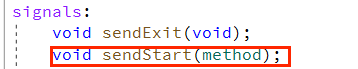 signals:
void sendExit(void);
void sendStart(method);